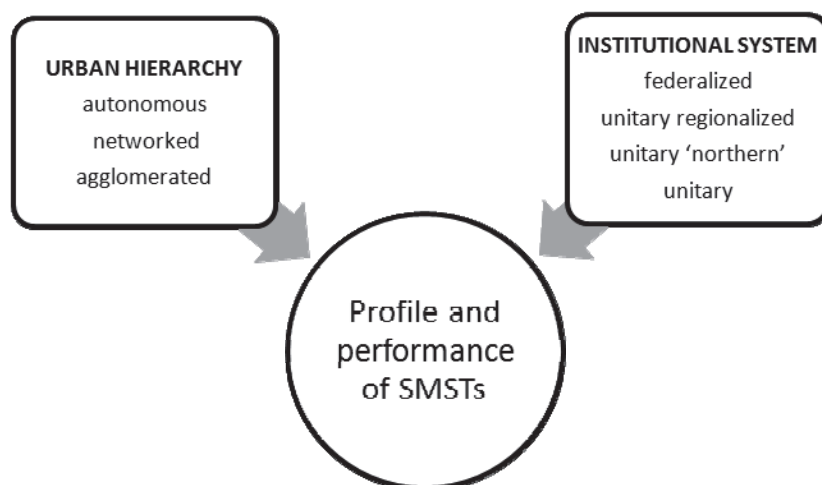 URBAN HIERARCHY
autonomous
networked
agglomerated
INSTITUTIONAL SYSTEM
federalized
unitary regionalized
unitary ‘northern’
unitary
Profile and
performance
of SMSTs